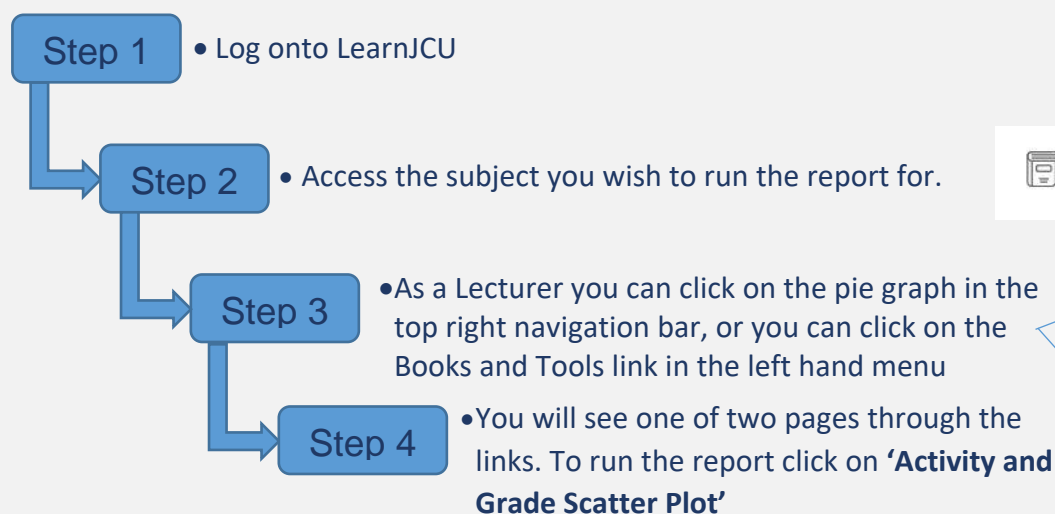 Step 1
• Log onto LearnJCU
Step 2
• Access the subject you wish to run the report for.
Step 3
•As a Lecturer you can click on the pie graph in the
top right navigation bar, or you can click on the
Books and Tools link in the left hand menu
Step 4
•You will see one of two pages through the
links. To run the report click on ‘Activity and
Grade Scatter Plot’